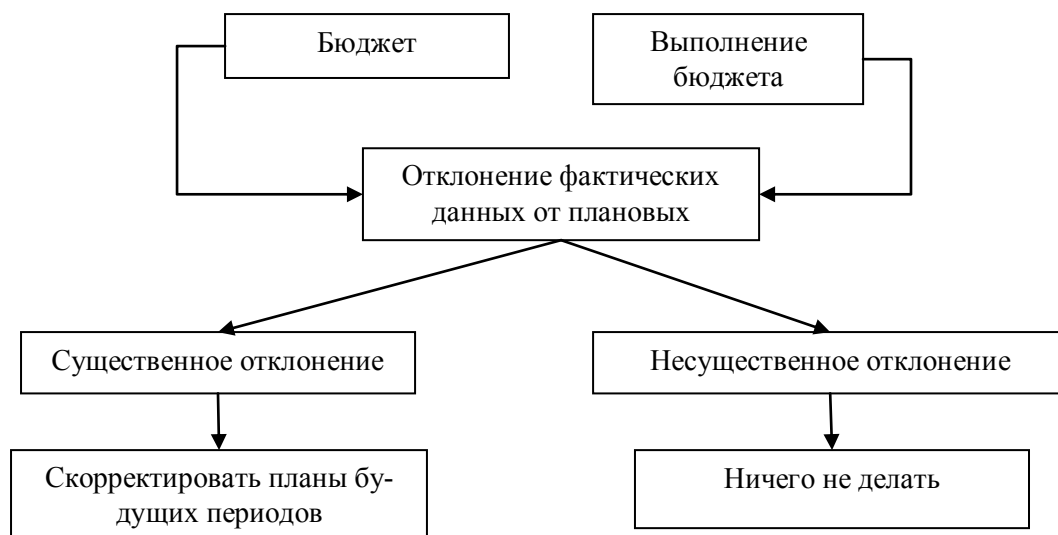 Бюджет
Выполнение
бюджета
Отклонение фактических
данных от плановых
Существенное отклонение
Несущественное отклонение
Скорректировать планы бу-
дущих периодов
Ничего не делать